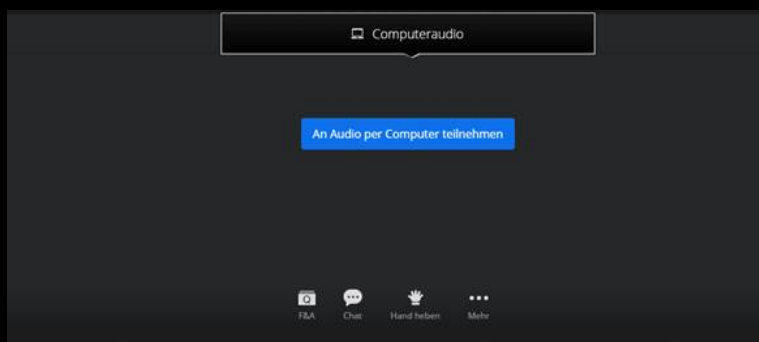 Computeraudio
An Audio per Computer teilnehmen
Q
F&A Chat Hand heben Mehr